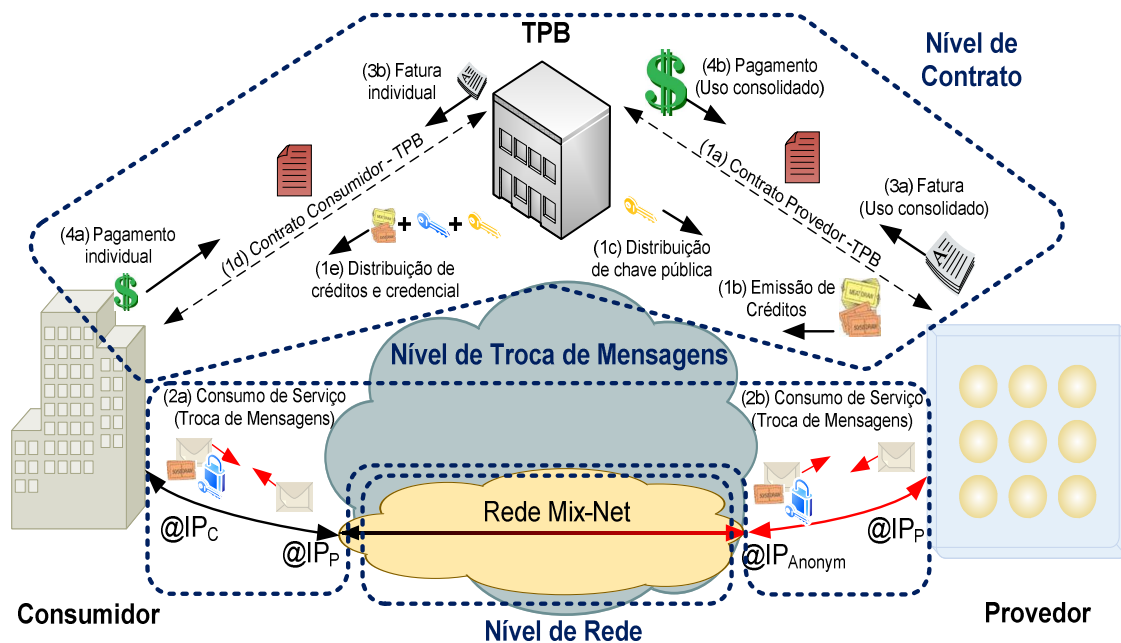 TPB
Nível de
Contrato
(3b) Fatura
individual
(4b) Pagamento
(Uso consolidado)
(1d) Contrato Consumidor - TPB
(1a) Contrato Provedor -TPB
(3a) Fatura
(Uso consolidado)
(4a) Pagamento
individual
(1e) Distribuição de
créditos e credencial
(1c) Distribuição
de chave pública
(1b) Emissão de
Créditos
Nível de Troca de Mensagens
(2a) Consumo de Serviço
(Troca de Mensagens)
(2b) Consumo de Serviço
(Troca de Mensagens)
Rede Mix-Net
@IPC
@IPP
@IPAnonym
@IPP
Consumidor
Nível de Rede
Provedor